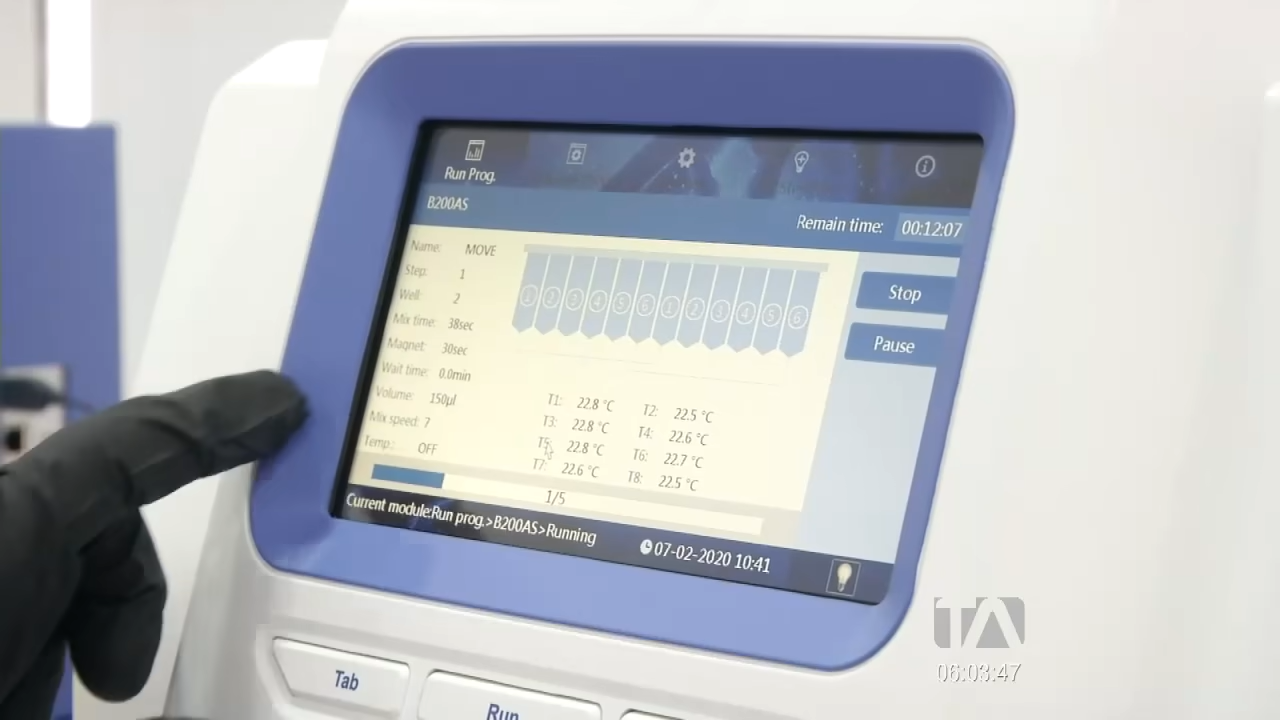 Run Prog.
B200AS
Remain time: 00:12:07
Name: MOVE
Step: 1
Well: 2
Mix time: 38sec
Magnet: 30sec
Wait time: 0.0min
Volume: 150µl
Mix speed: 7
Temp.: OFF
1 2 3 4 5 6 1 2 3 4 5 6
Stop
Pause
T1: 22.8 °C T2: 22.5 °C
T3: 22.8 °C T4: 22.6 °C
T5: 22.8 °C T6: 22.7 °C
T7: 22.6 °C T8: 22.5 °C
1/5
Current module:Run prog.>B200AS>Running
07-02-2020 10:41
Tab
Run
TA
06:03:47